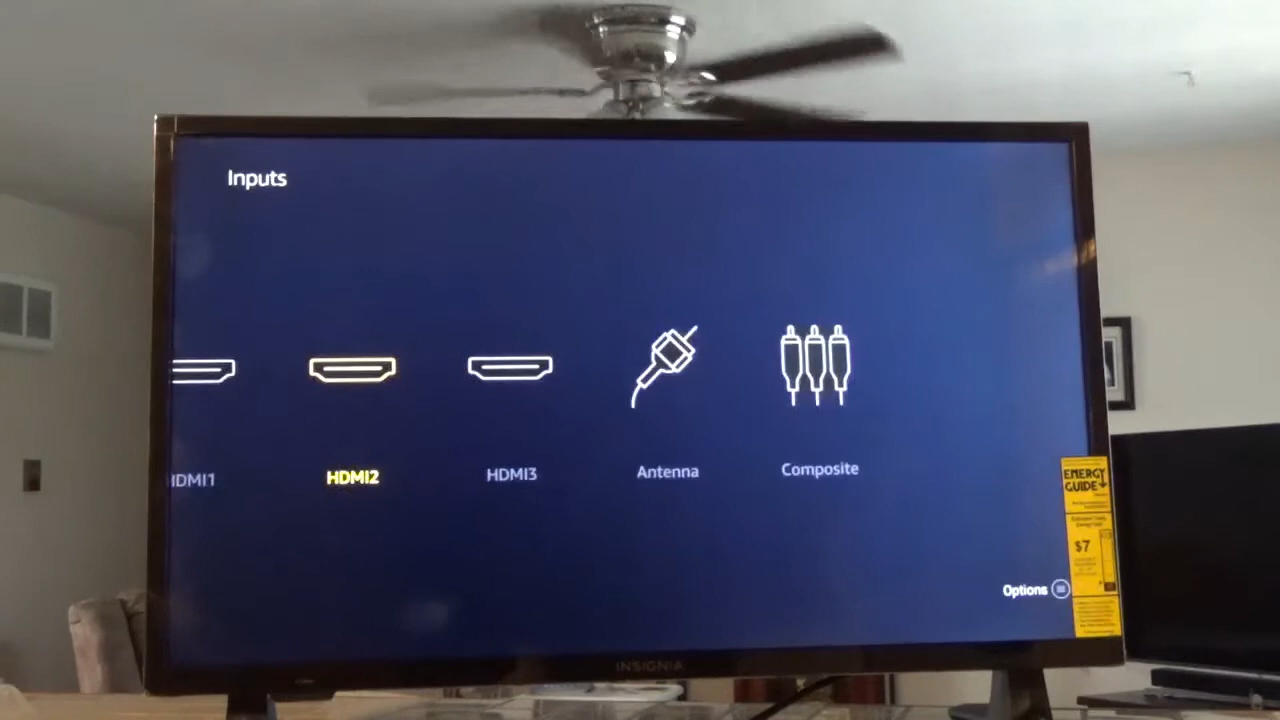 Inputs
HDMI1
HDMI2
HDMI3
Antenna
Composite
ENERGY
GUIDE
$7
Options
INSIGNIA